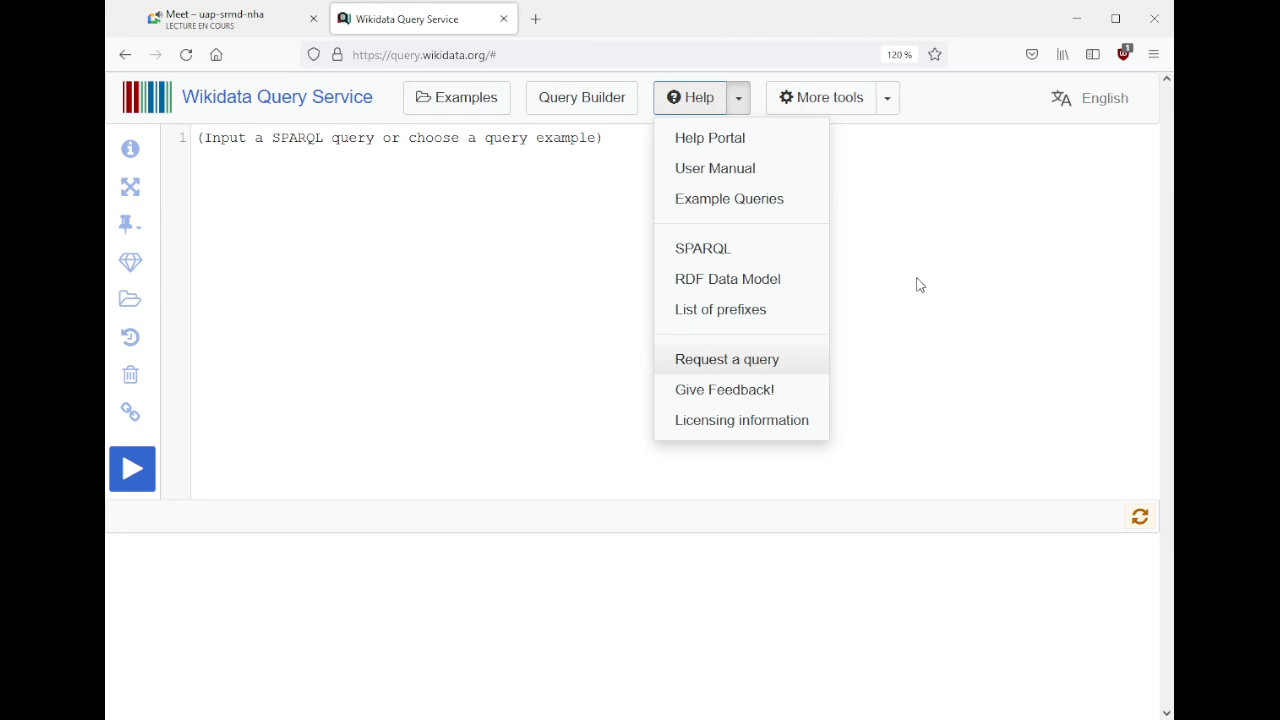 Meet – uap-srmd-nha
LECTURE EN COURS
Wikidata Query Service
https://query.wikidata.org/#
120 %
1
Wikidata Query Service
Examples
Query Builder
Help
More tools
English
1 (Input a SPARQL query or choose a query example)
Help Portal
User Manual
Example Queries
SPARQL
RDF Data Model
List of prefixes
Request a query
Give Feedback!
Licensing information